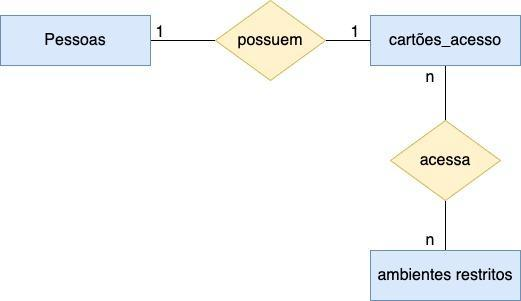 Pessoas
1
possuem
1
cartões_acesso
n
acessa
n
ambientes restritos